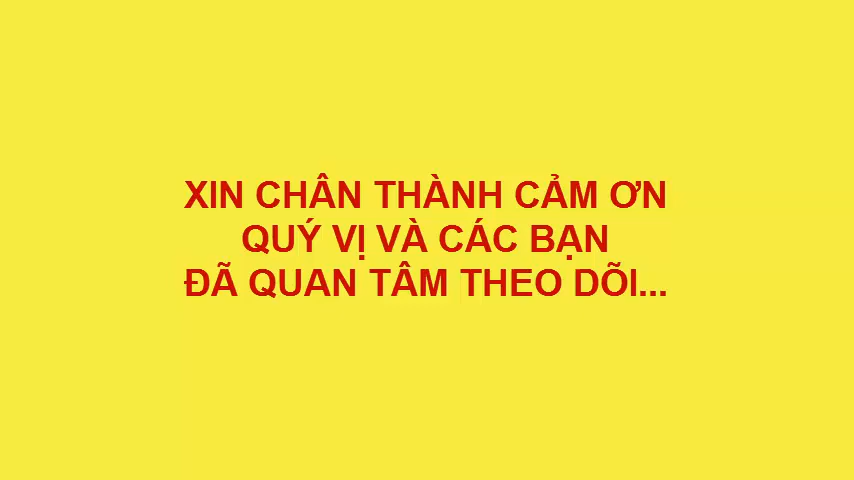 XIN CHÂN THÀNH CẢM ƠN
QUÝ VỊ VÀ CÁC BẠN
ĐÃ QUAN TÂM THEO DÕI...